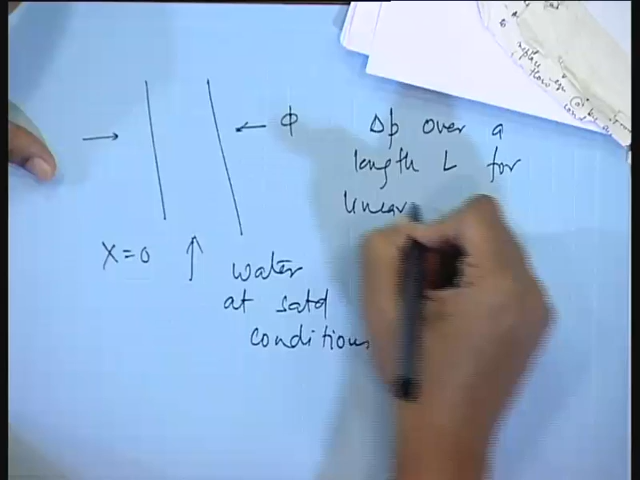 ϕ Δp over a
length L for
linear
x=0 water
at satd
conditions